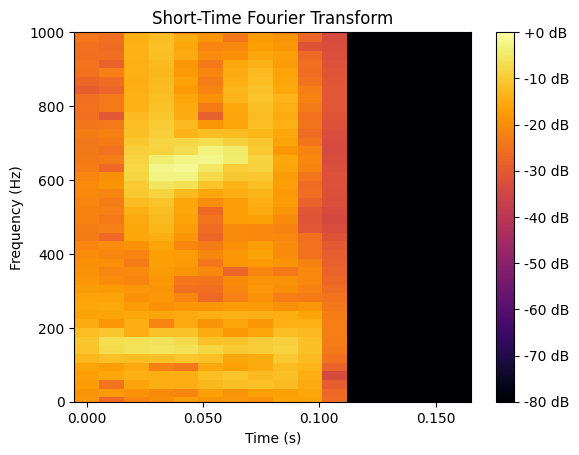 Short-Time Fourier Transform
1000
800
600
400
200
0
Frequency (Hz)
0.000
0.050
0.100
0.150
Time (s)
+0 dB
-10 dB
-20 dB
-30 dB
-40 dB
-50 dB
-60 dB
-70 dB
-80 dB